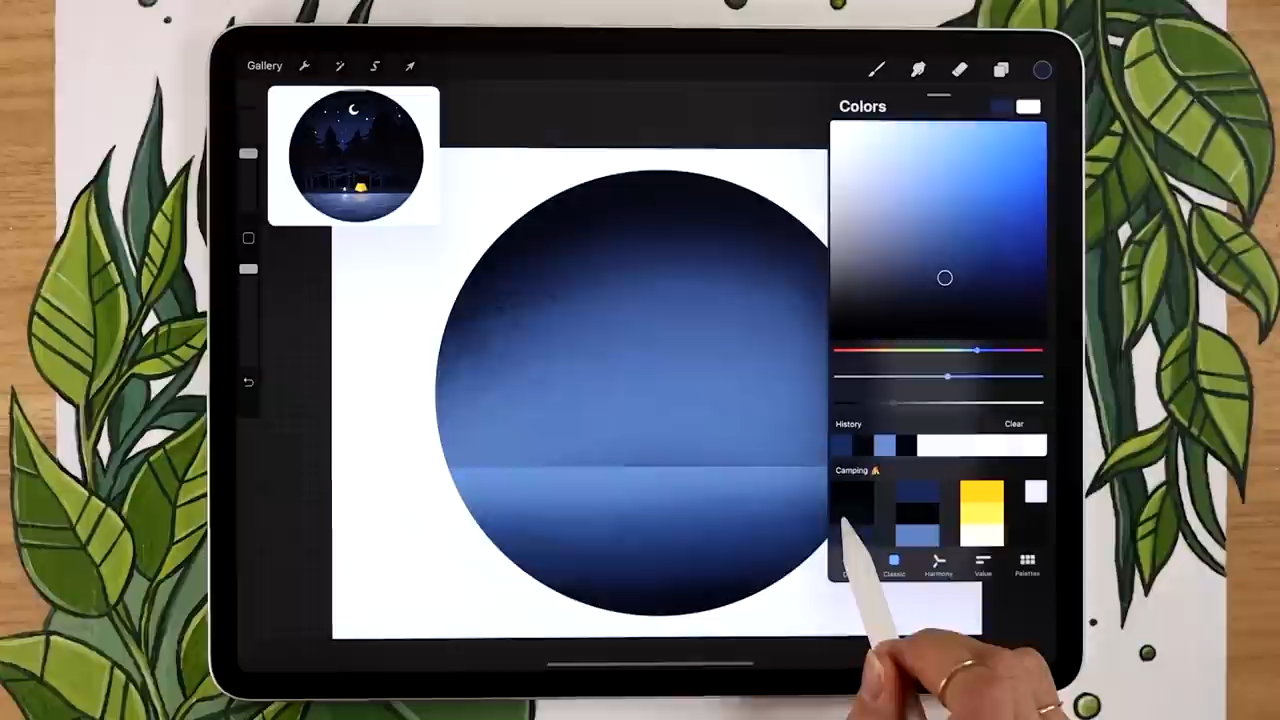 Gallery
Colors
History Clear
Camping
Classic Harmony Value Palettes